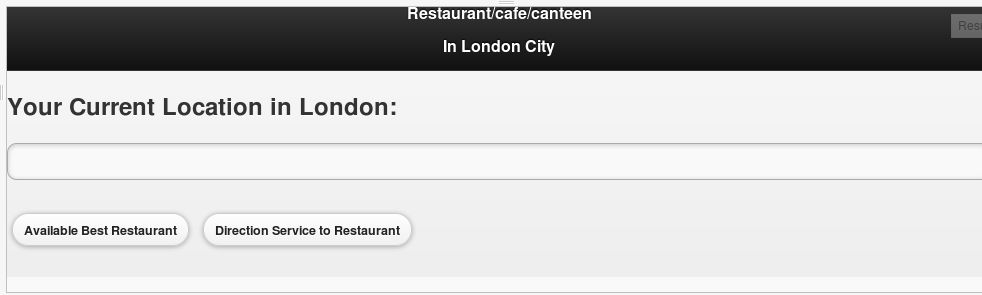 Restaurant/cafe/canteen
In London City
Your Current Location in London:
Available Best Restaurant
Direction Service to Restaurant